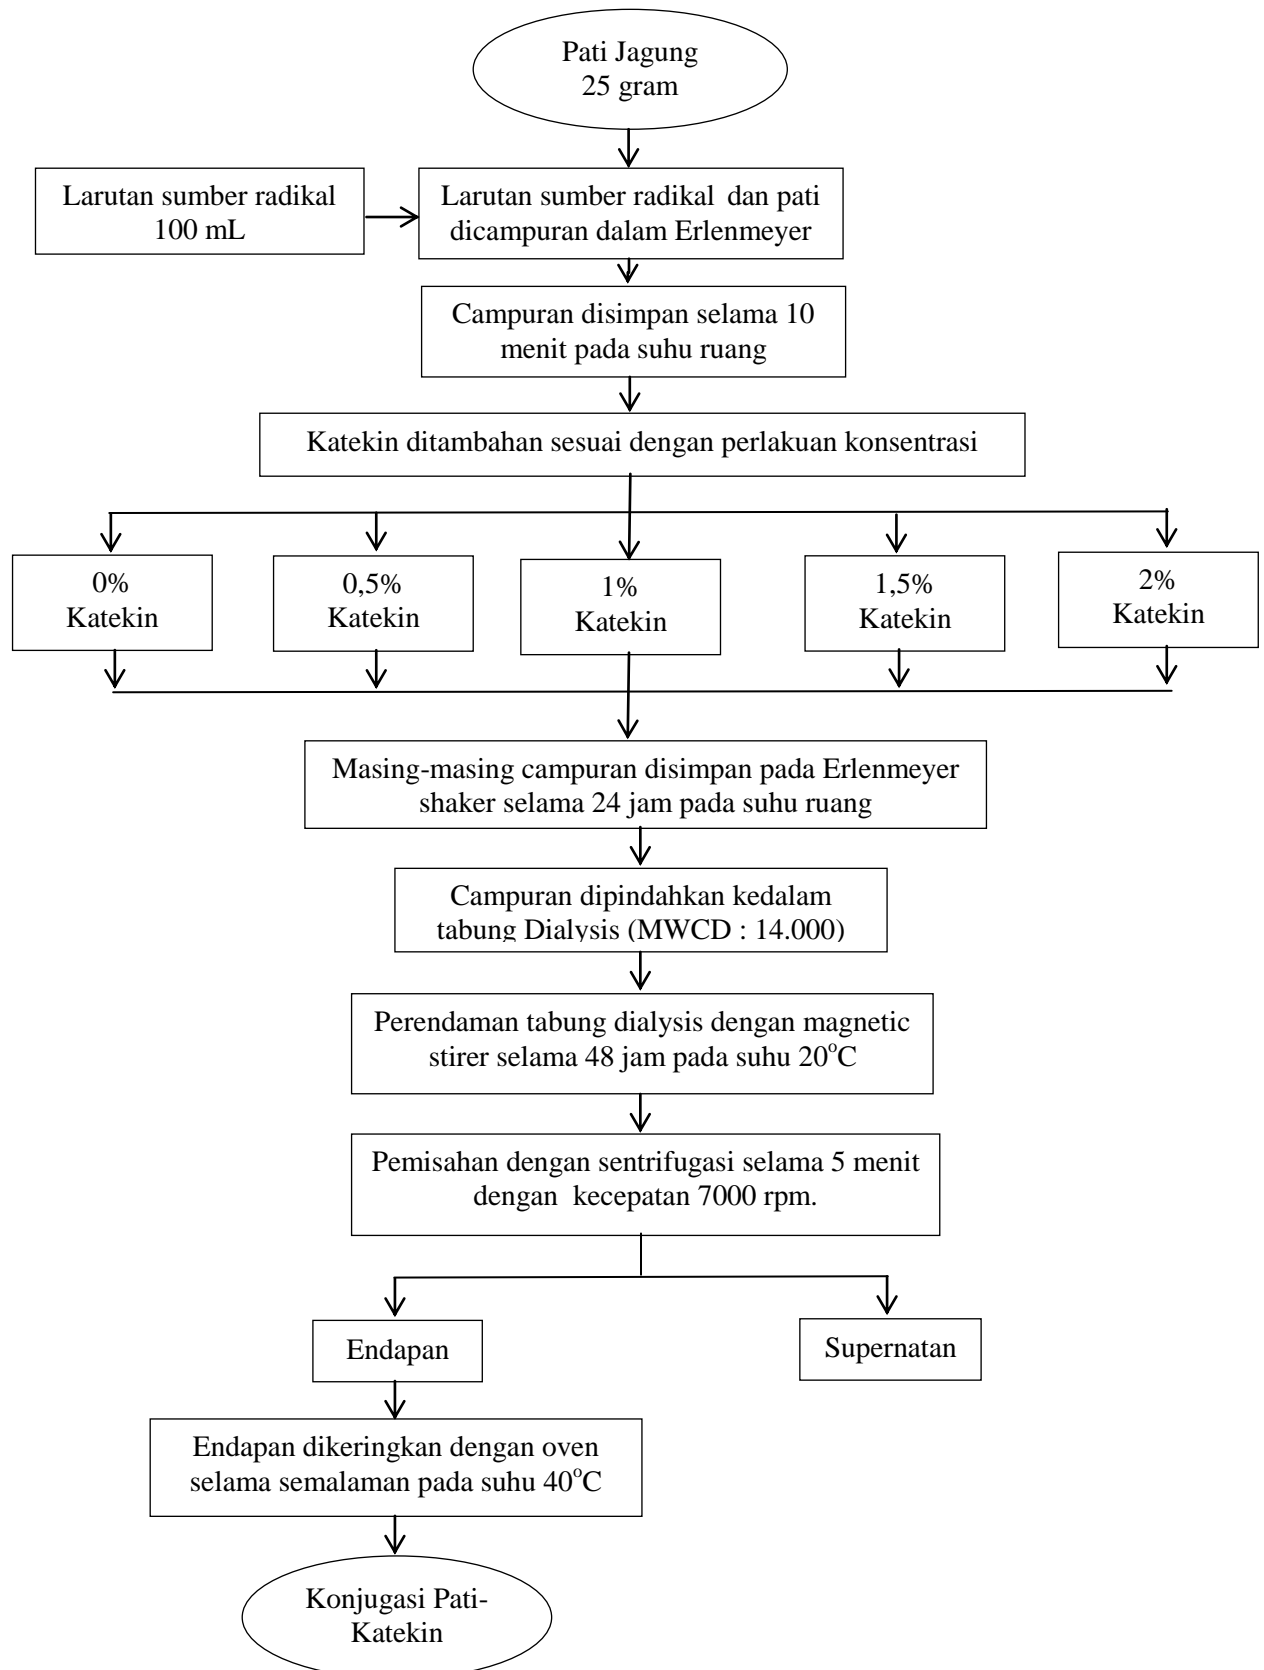 Pati Jagung
25 gram
Larutan sumber radikal
100 mL
Larutan sumber radikal dan pati
dicampuran dalam Erlenmeyer
Campuran disimpan selama 10
menit pada suhu ruang
Katekin ditambahan sesuai dengan perlakuan konsentrasi
0%
Katekin
0,5%
Katekin
1%
Katekin
1,5%
Katekin
2%
Katekin
Masing-masing campuran disimpan pada Erlenmeyer
shaker selama 24 jam pada suhu ruang
Campuran dipindahkan kedalam
tabung Dialysis (MWCD : 14.000)
Perendaman tabung dialysis dengan magnetic
stirer selama 48 jam pada suhu 20°C
Pemisahan dengan sentrifugasi selama 5 menit
dengan kecepatan 7000 rpm.
Endapan
Supernatan
Endapan dikeringkan dengan oven
selama semalaman pada suhu 40°C
Konjugasi Pati-
Katekin